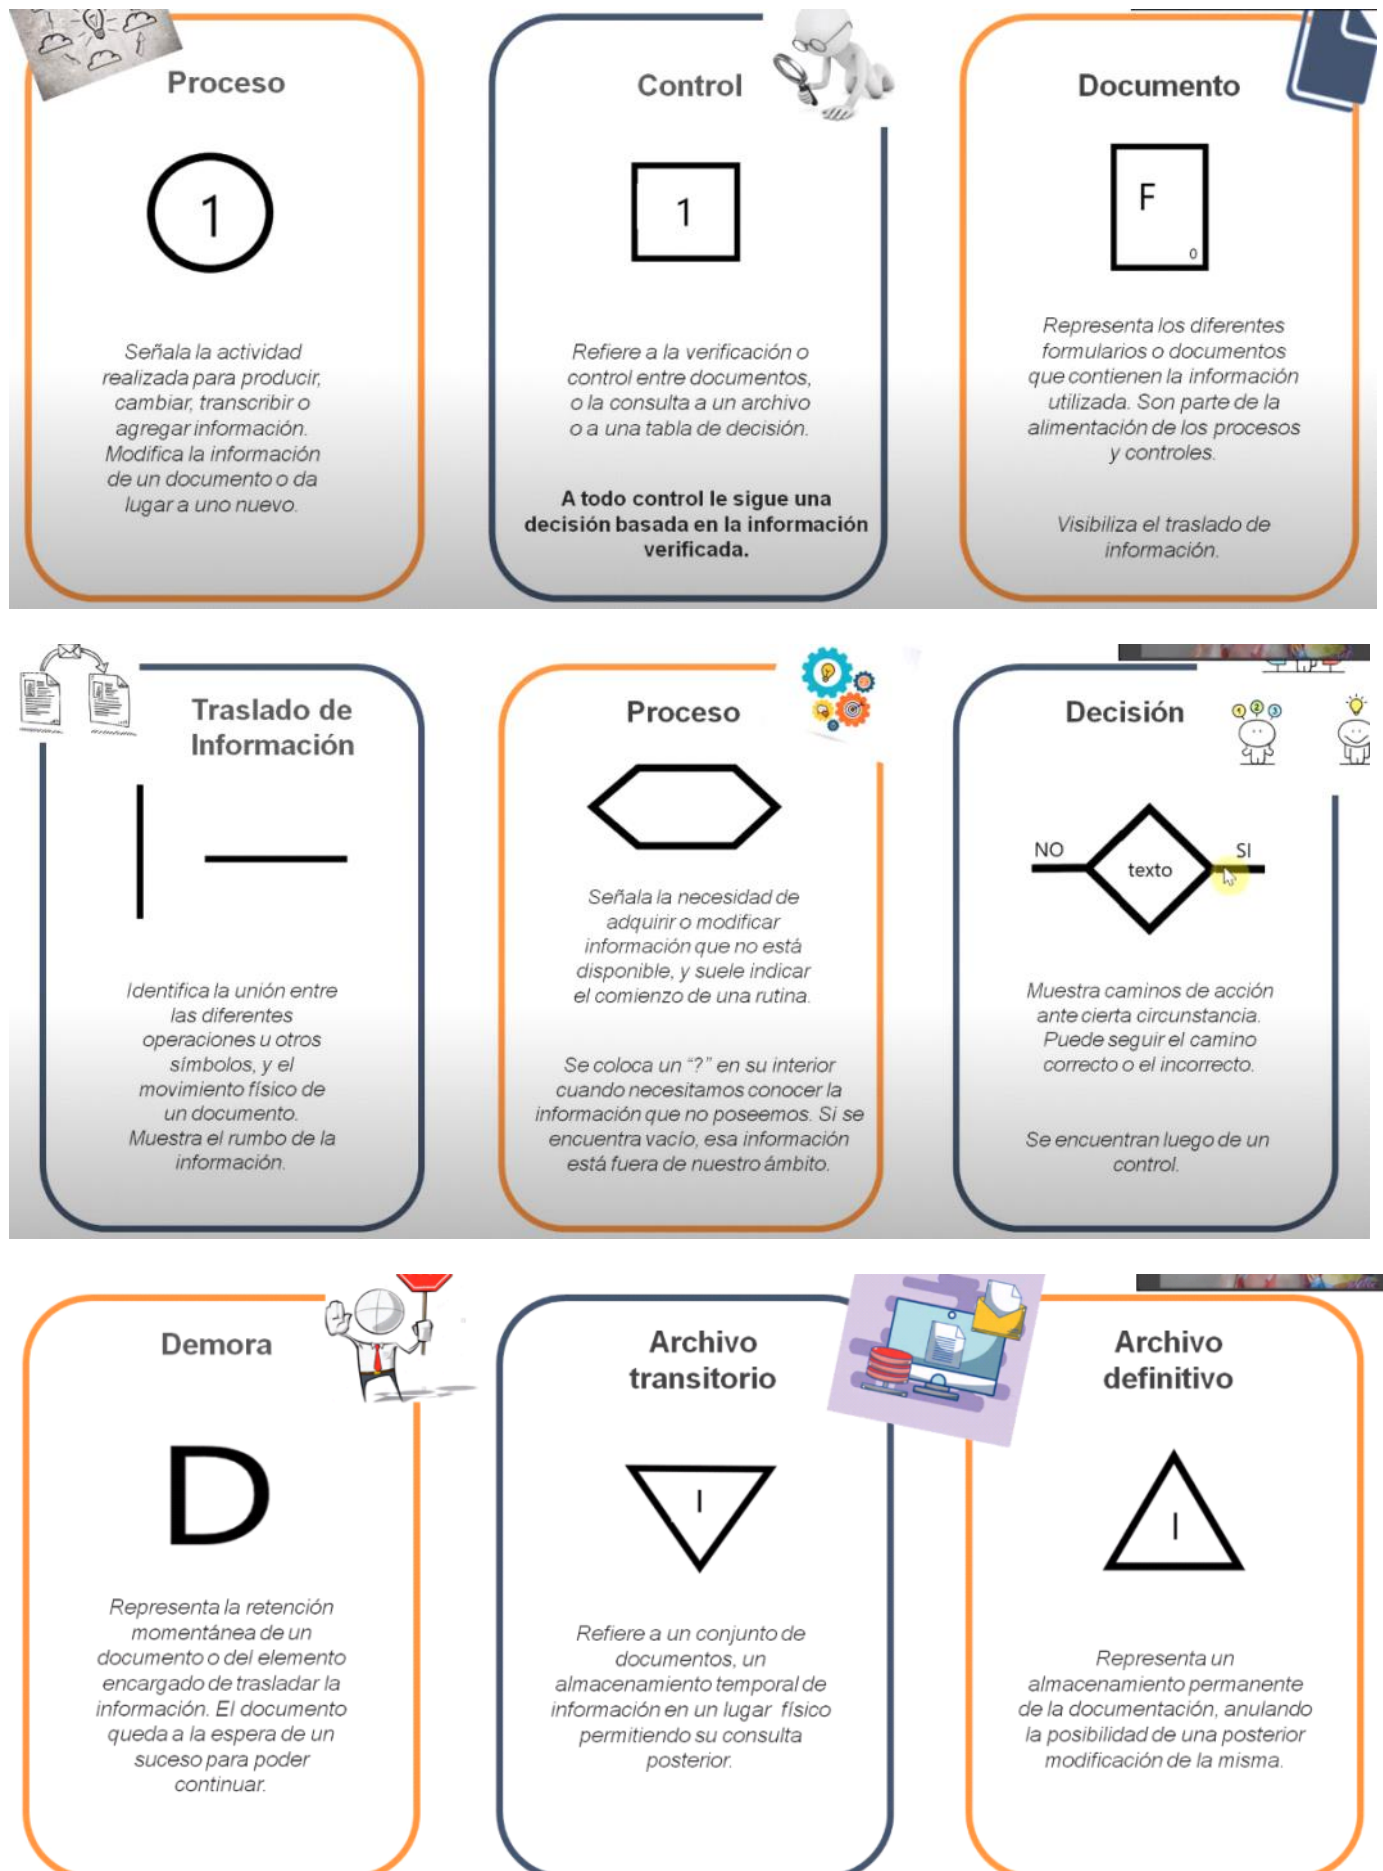 Proceso
1
Señala la actividad
realizada para producir,
cambiar, transcribir o
agregar información.
Modifica la información
de un documento o da
lugar a uno nuevo.
Control
1
Refiere a la verificación o
control entre documentos,
o la consulta a un archivo
o a una tabla de decisión.
A todo control le sigue una
decisión basada en la información
verificada.
Documento
F
0
Representa los diferentes
formularios o documentos
que contienen la información
utilizada. Son parte de la
alimentación de los procesos
y controles.
Visibiliza el traslado de
información.
Traslado de
Información
Identifica la unión entre
las diferentes
operaciones u otros
símbolos, y el
movimiento físico de
un documento.
Muestra el rumbo de la
información.
Proceso
Señala la necesidad de
adquirir o modificar
información que no está
disponible, y suele indicar
el comienzo de una rutina.
Se coloca un “?” en su interior
cuando necesitamos conocer la
información que no poseemos. Si se
encuentra vacío, esa información
está fuera de nuestro ámbito.
Decisión
1 2 3
NO
texto
SI
Muestra caminos de acción
ante cierta circunstancia.
Puede seguir el camino
correcto o el incorrecto.
Se encuentran luego de un
control.
Demora
D
Representa la retención
momentánea de un
documento o del elemento
encargado de trasladar la
información. El documento
queda a la espera de un
suceso para poder
continuar.
Archivo
transitorio
I
Refiere a un conjunto de
documentos, un
almacenamiento temporal de
información en un lugar físico
permitiendo su consulta
posterior.
Archivo
definitivo
I
Representa un
almacenamiento permanente
de la documentación, anulando
la posibilidad de una posterior
modificación de la misma.